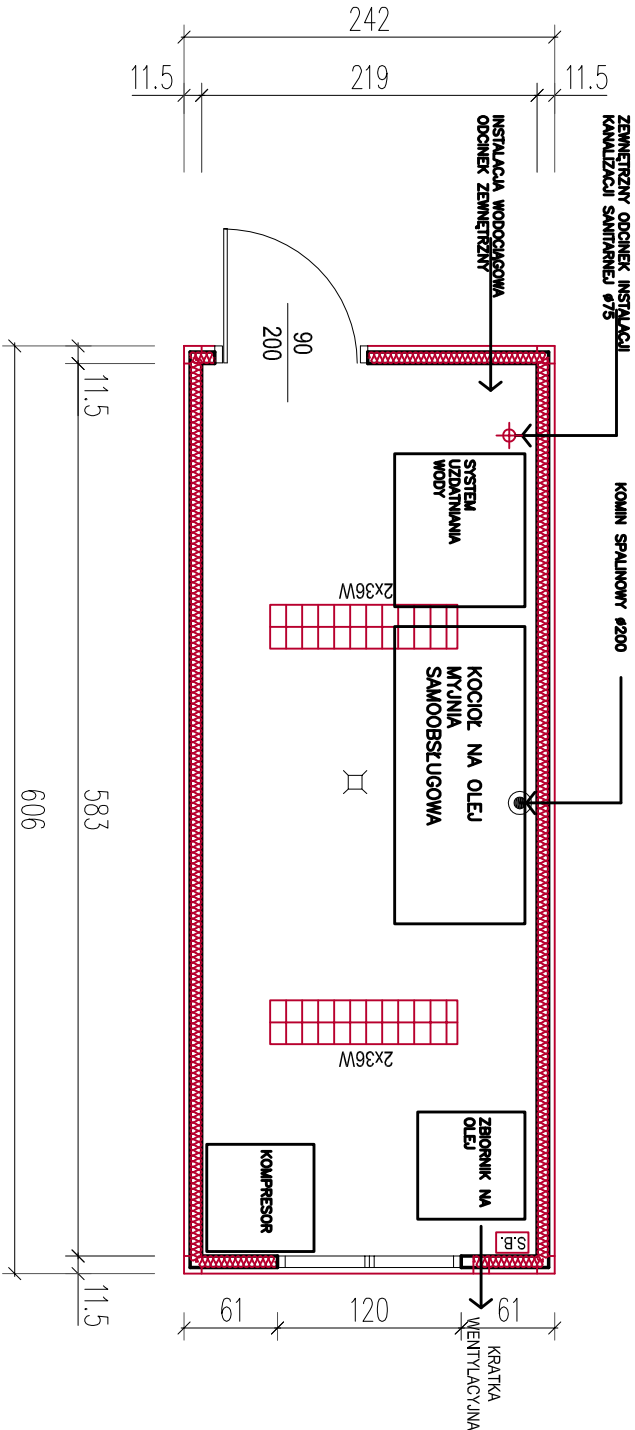 242
11.5
219
11.5
ZEWNĘTRZNY ODCINEK INSTALACJI
KANALIZACJI SANITARNEJ ø75
INSTALACJA WODOCIĄGOWA
ODCINEK ZEWNĘTRZNY
90
200
11.5
KOMIN SPALINOWY ø200
SYSTEM
UZDATNIANIA
WODY
2x36W
KOCIOŁ NA OLEJ
MYJNIA
SAMOOBSŁUGOWA
583
606
2x36W
ZBIORNIK NA
OLEJ
KOMPRESOR
S.B.
11.5
61
120
61
KRATKA
WENTYLACYJNA